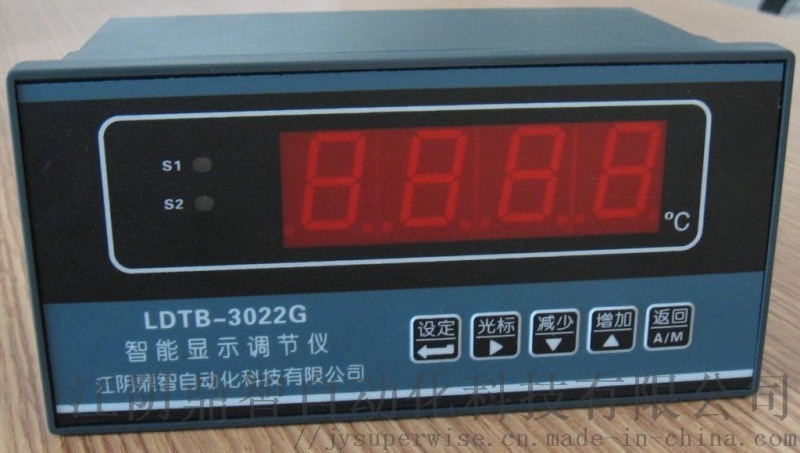 S1
S2
8888
°C
LDTB-3022G
智能显示调节仪
江阴鼎智自动化科技有限公司
设定
光标
减少
增加
返回
A/M
江阴鼎智自动化科技有限公司
jysuperwise.cn.made-in-china.com